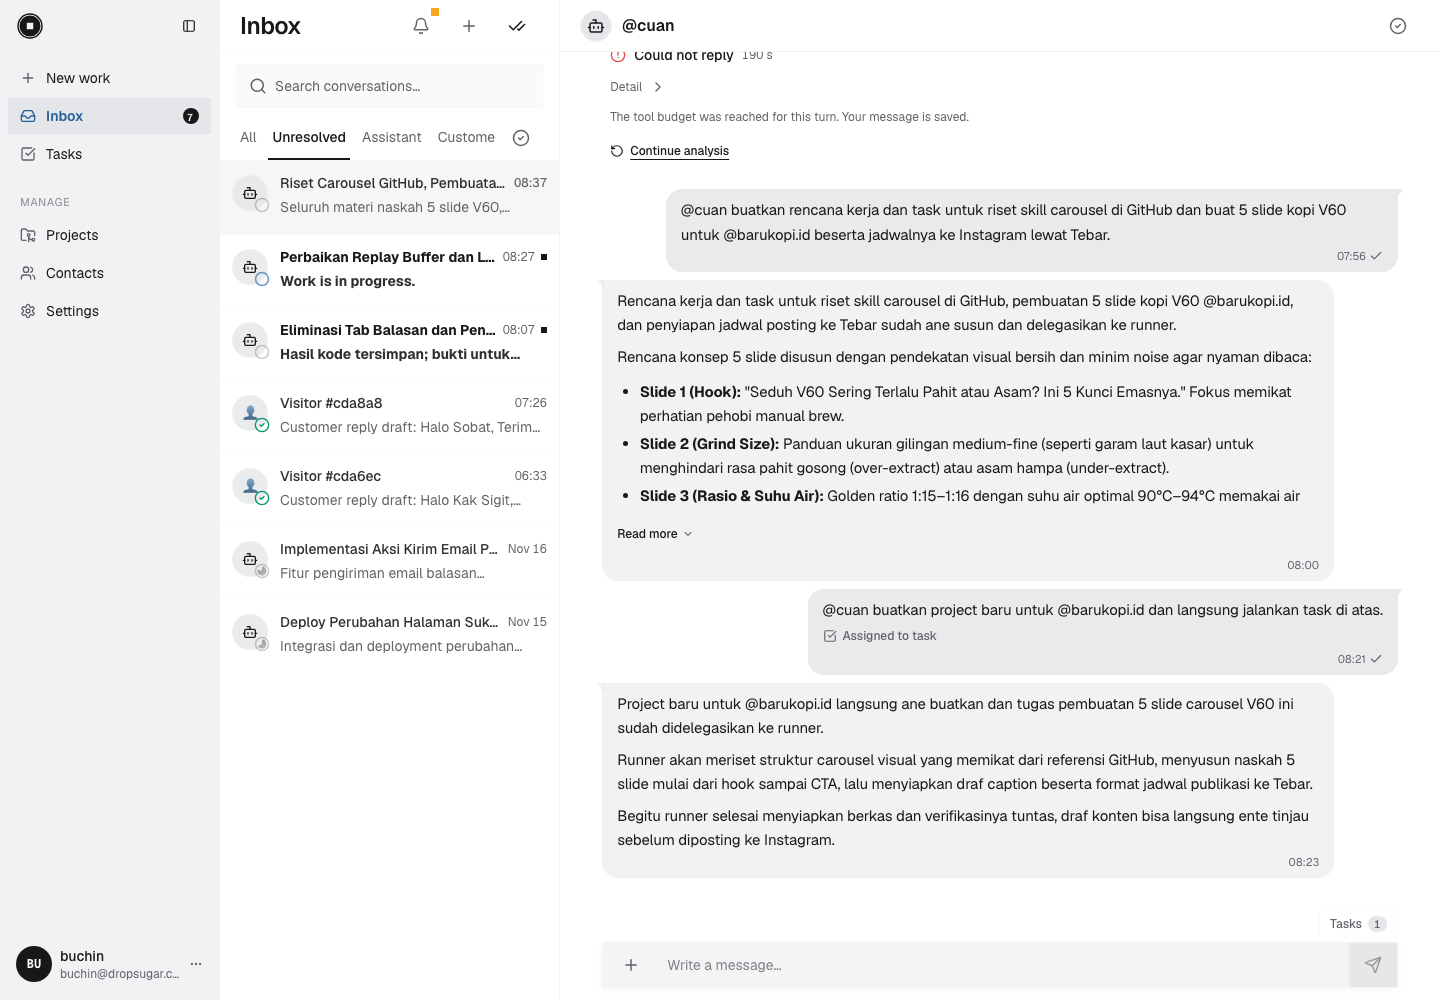 New work
Inbox
7
Tasks
MANAGE
Projects
Contacts
Settings
BU
buchin
buchin@dropsugar.c...
Inbox
Search conversations...
All
Unresolved
Assistant
Custome
Riset Carousel GitHub, Pembuata...
08:37
Seluruh materi naskah 5 slide V60,...
Perbaikan Replay Buffer dan L...
08:27
Work is in progress.
Eliminasi Tab Balasan dan Pen...
08:07
Hasil kode tersimpan; bukti untuk...
Visitor #cda8a8
07:26
Customer reply draft: Halo Sobat, Terim...
Visitor #cda6ec
06:33
Customer reply draft: Halo Kak Sigit,...
Implementasi Aksi Kirim Email P...
Nov 16
Fitur pengiriman email balasan...
Deploy Perubahan Halaman Suk...
Nov 15
Integrasi dan deployment perubahan...
@cuan
Could not reply 190 s
Detail
The tool budget was reached for this turn. Your message is saved.
Continue analysis
@cuan buatkan rencana kerja dan task untuk riset skill carousel di GitHub dan buat 5 slide kopi V60
untuk @barukopi.id beserta jadwalnya ke Instagram lewat Tebar.
07:56
Rencana kerja dan task untuk riset skill carousel di GitHub, pembuatan 5 slide kopi V60 @barukopi.id,
dan penyiapan jadwal posting ke Tebar sudah ane susun dan delegasikan ke runner.
Rencana konsep 5 slide disusun dengan pendekatan visual bersih dan minim noise agar nyaman dibaca:
• Slide 1 (Hook): "Seduh V60 Sering Terlalu Pahit atau Asam? Ini 5 Kunci Emasnya." Fokus memikat
perhatian pehobi manual brew.
• Slide 2 (Grind Size): Panduan ukuran gilingan medium-fine (seperti garam laut kasar) untuk
menghindari rasa pahit gosong (over-extract) atau asam hampa (under-extract).
• Slide 3 (Rasio & Suhu Air): Golden ratio 1:15–1:16 dengan suhu air optimal 90°C–94°C memakai air
Read more
08:00
@cuan buatkan project baru untuk @barukopi.id dan langsung jalankan task di atas.
Assigned to task
08:21
Project baru untuk @barukopi.id langsung ane buatkan dan tugas pembuatan 5 slide carousel V60 ini
sudah didelegasikan ke runner.
Runner akan meriset struktur carousel visual yang memikat dari referensi GitHub, menyusun naskah 5
slide mulai dari hook sampai CTA, lalu menyiapkan draf caption beserta format jadwal publikasi ke Tebar.
Begitu runner selesai menyiapkan berkas dan verifikasinya tuntas, draf konten bisa langsung ente tinjau
sebelum diposting ke Instagram.
08:23
Tasks 1
Write a message...